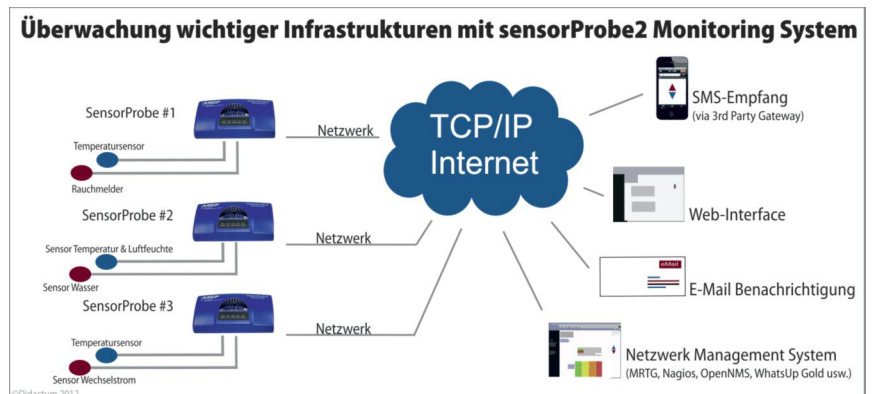 Überwachung wichtiger Infrastrukturen mit sensorProbe2 Monitoring System
SensorProbe #1
Temperatursensor
Rauchmelder
Netzwerk
SensorProbe #2
Sensor Temperatur & Luftfeuchte
Sensor Wasser
Netzwerk
SensorProbe #3
Temperatursensor
Sensor Wechselstrom
Netzwerk
TCP/IP
Internet
SMS-Empfang
(via 3rd Party Gateway)
Web-Interface
eMail
E-Mail Benachrichtigung
Netzwerk Management System
(MRTG, Nagios, OpenNMS, WhatsUp Gold usw.)
©Didactum 2012